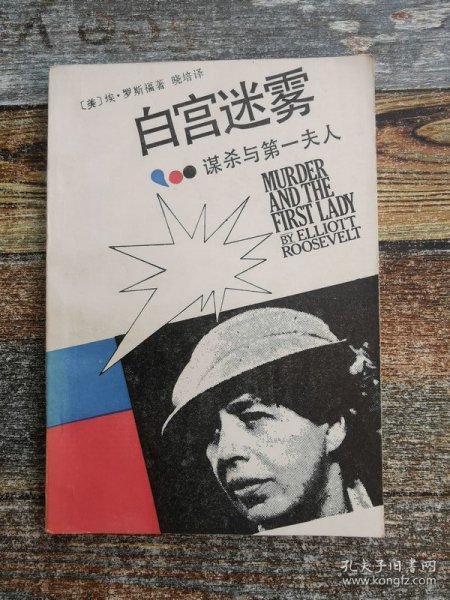 〔美〕埃·罗斯福著 晓培译
白宫迷雾
谋杀与第一夫人
MURDER
AND THE
FIRST LADY
BY ELLIOTT
ROOSEVELT
孔夫子旧书网
www.kongfz.com